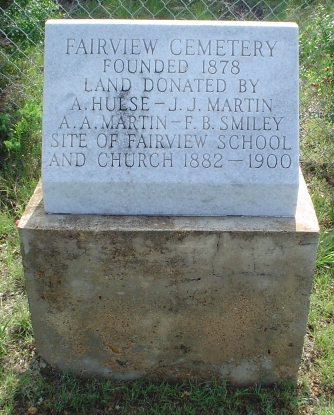 FAIRVIEW CEMETERY
FOUNDED 1878
LAND DONATED BY
A. HULSE - J. J. MARTIN
A. A. MARTIN - F. B. SMILEY
SITE OF FAIRVIEW SCHOOL
AND CHURCH 1882 - 1900